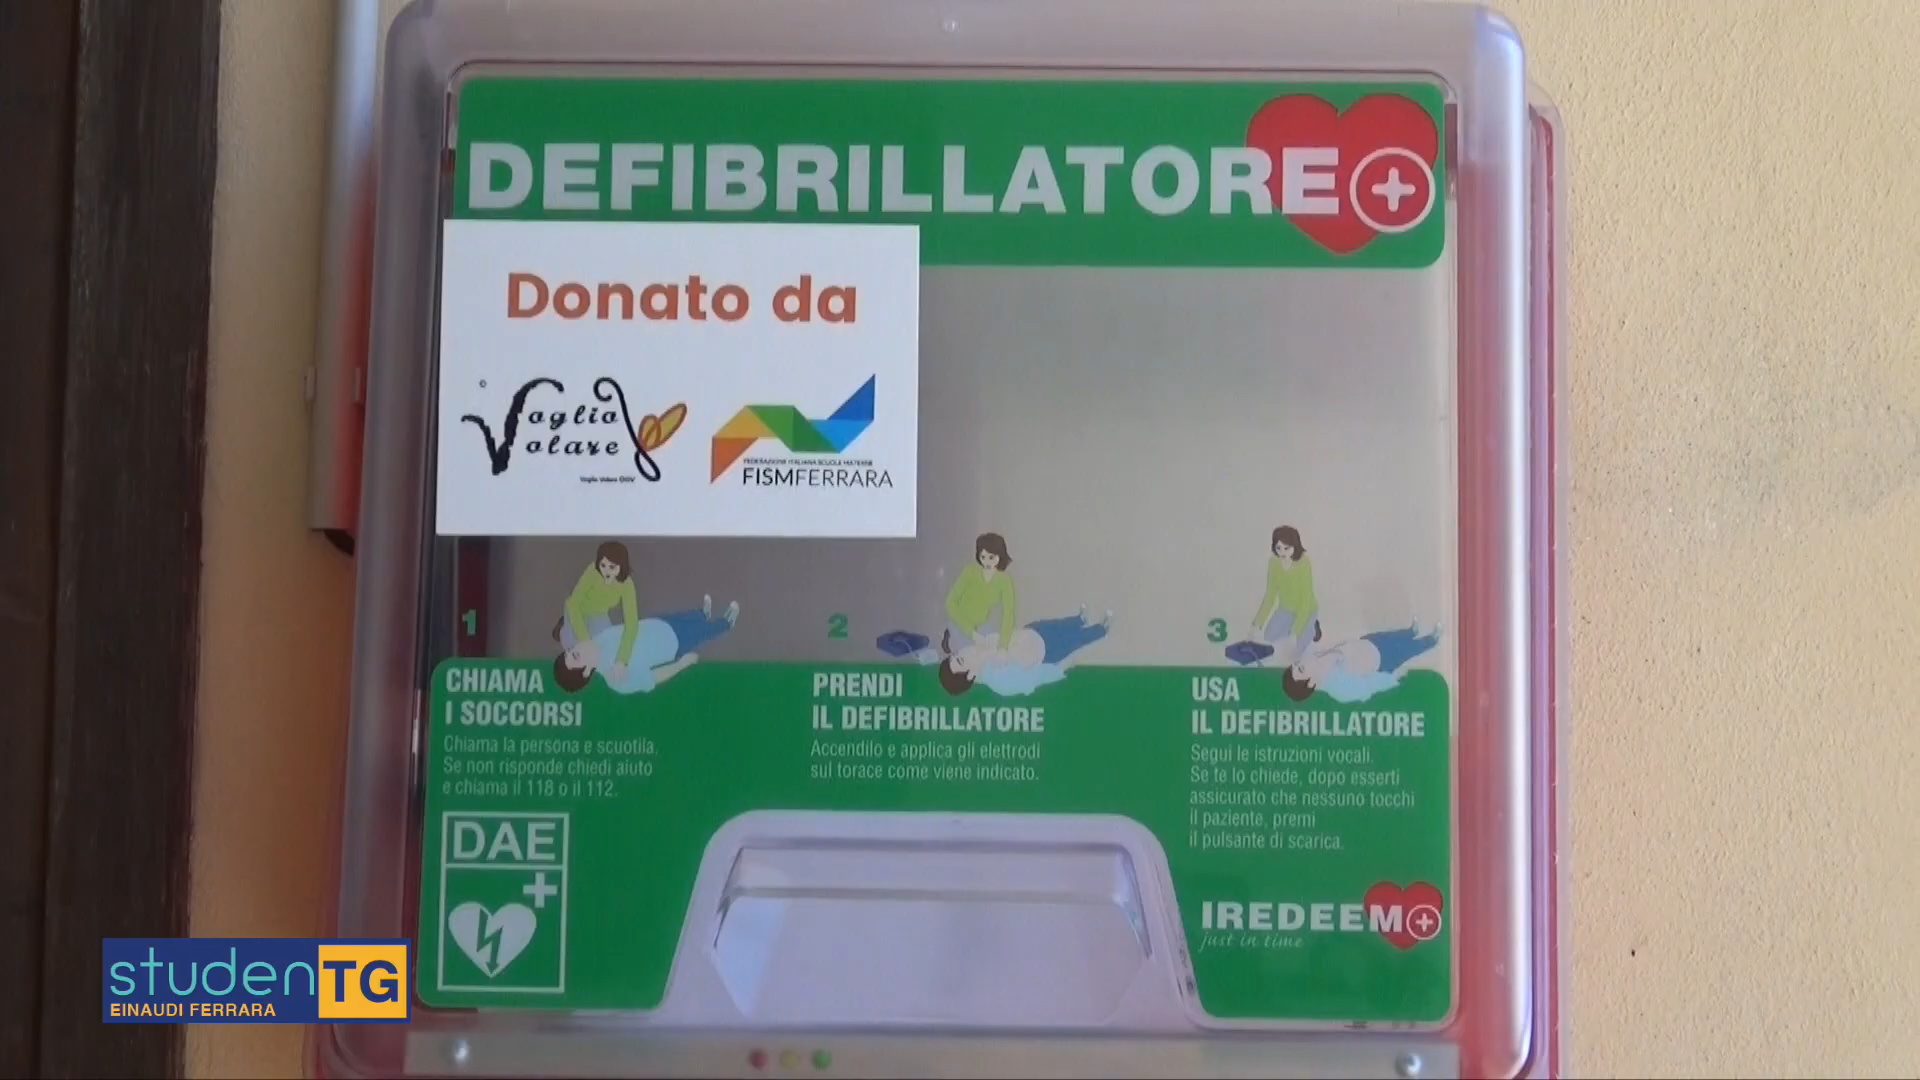 DEFIBRILLATORE
Donato da
©
Voglio
Volare
Voglio Volare ODV
FEDERAZIONE ITALIANA SCUOLE MATERNE
FISMFERRARA
1
CHIAMA
I SOCCORSI
Chiama la persona e scuotila.
Se non risponde chiedi aiuto
e chiama il 118 o il 112.
2
PRENDI
IL DEFIBRILLATORE
Accendilo e applica gli elettrodi
sul torace come viene indicato.
3
USA
IL DEFIBRILLATORE
Segui le istruzioni vocali.
Se te lo chiede, dopo esserti
assicurato che nessuno tocchi
il paziente, premi
il pulsante di scarica.
DAE
IREDEEM
just in time
studenTG
EINAUDI FERRARA